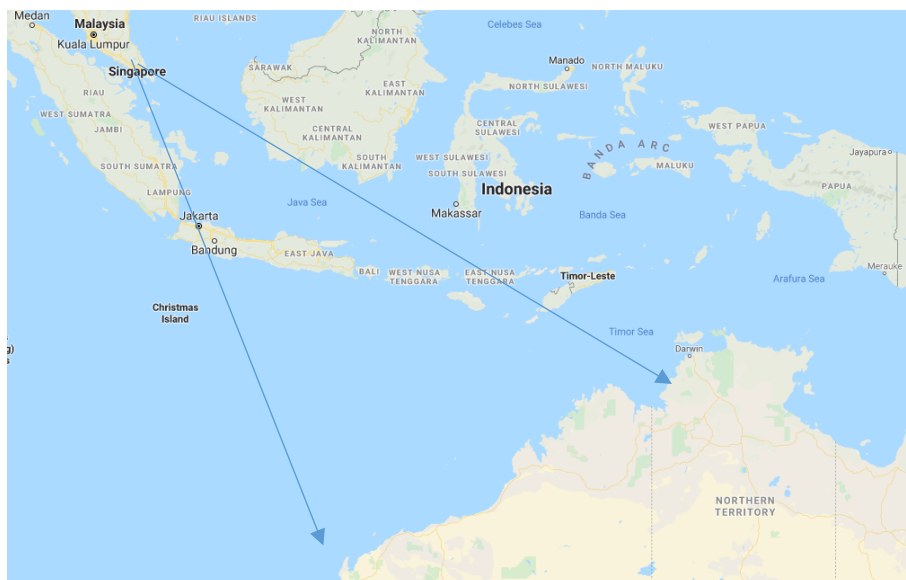 Medan
Malaysia
Kuala Lumpur
RIAU ISLANDS
Celebes Sea
NORTH
KALIMANTAN
Manado
NORTH MALUKU
Singapore
SARAWAK
NORTH SULAWESI
RIAU
EAST
KALIMANTAN
WEST
KALIMANTAN
WEST SUMATRA
JAMBI
CENTRAL
KALIMANTAN
CENTRAL
SULAWESI
WEST PAPUA
BANDA ARC
Jayapura
SOUTH SUMATRA
SOUTH
KALIMANTAN
WEST SULAWESI
SOUTH SULAWESI
MALUKU
PAPUA
LAMPUNG
Indonesia
Java Sea
Makassar
Banda Sea
Jakarta
Bandung
EAST JAVA
BALI
WEST NUSA
TENGGARA
EAST NUSA
TENGGARA
Timor-Leste
Merauke
Arafura Sea
Christmas
Island
Timor Sea
g)
s
Darwin
NORTHERN
TERRITORY